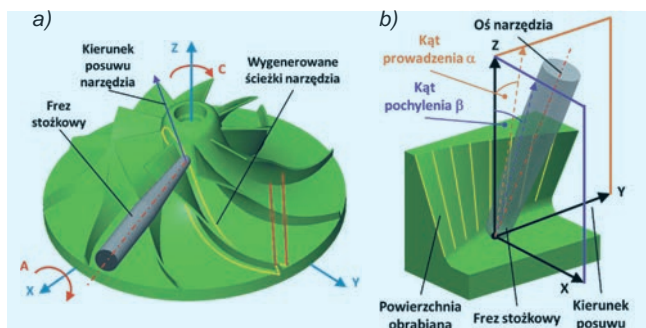 a)
Kierunek
posuwu
narzędzia
Z
C
Wygenerowane
ścieżki narzędzia
Frez
stożkowy
A
X
Y
b)
Oś narzędzia
Z
Kąt
prowadzenia α
Kąt
pochylenia β
Y
X
Powierzchnia
obrabiana
Frez stożkowy
Kierunek
posuwu